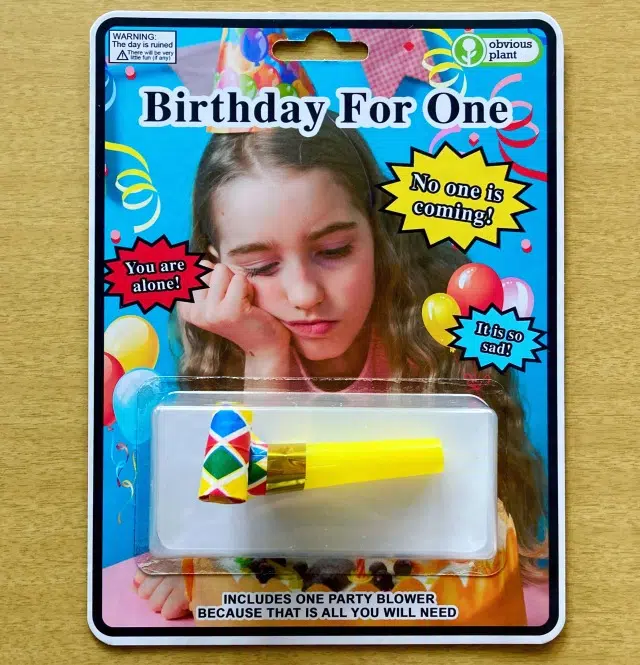 WARNING:
The day is ruined
There will be very
little fun (if any)
obvious
plant
Birthday For One
No one is
coming!
You are
alone!
It is so
sad!
INCLUDES ONE PARTY BLOWER
BECAUSE THAT IS ALL YOU WILL NEED